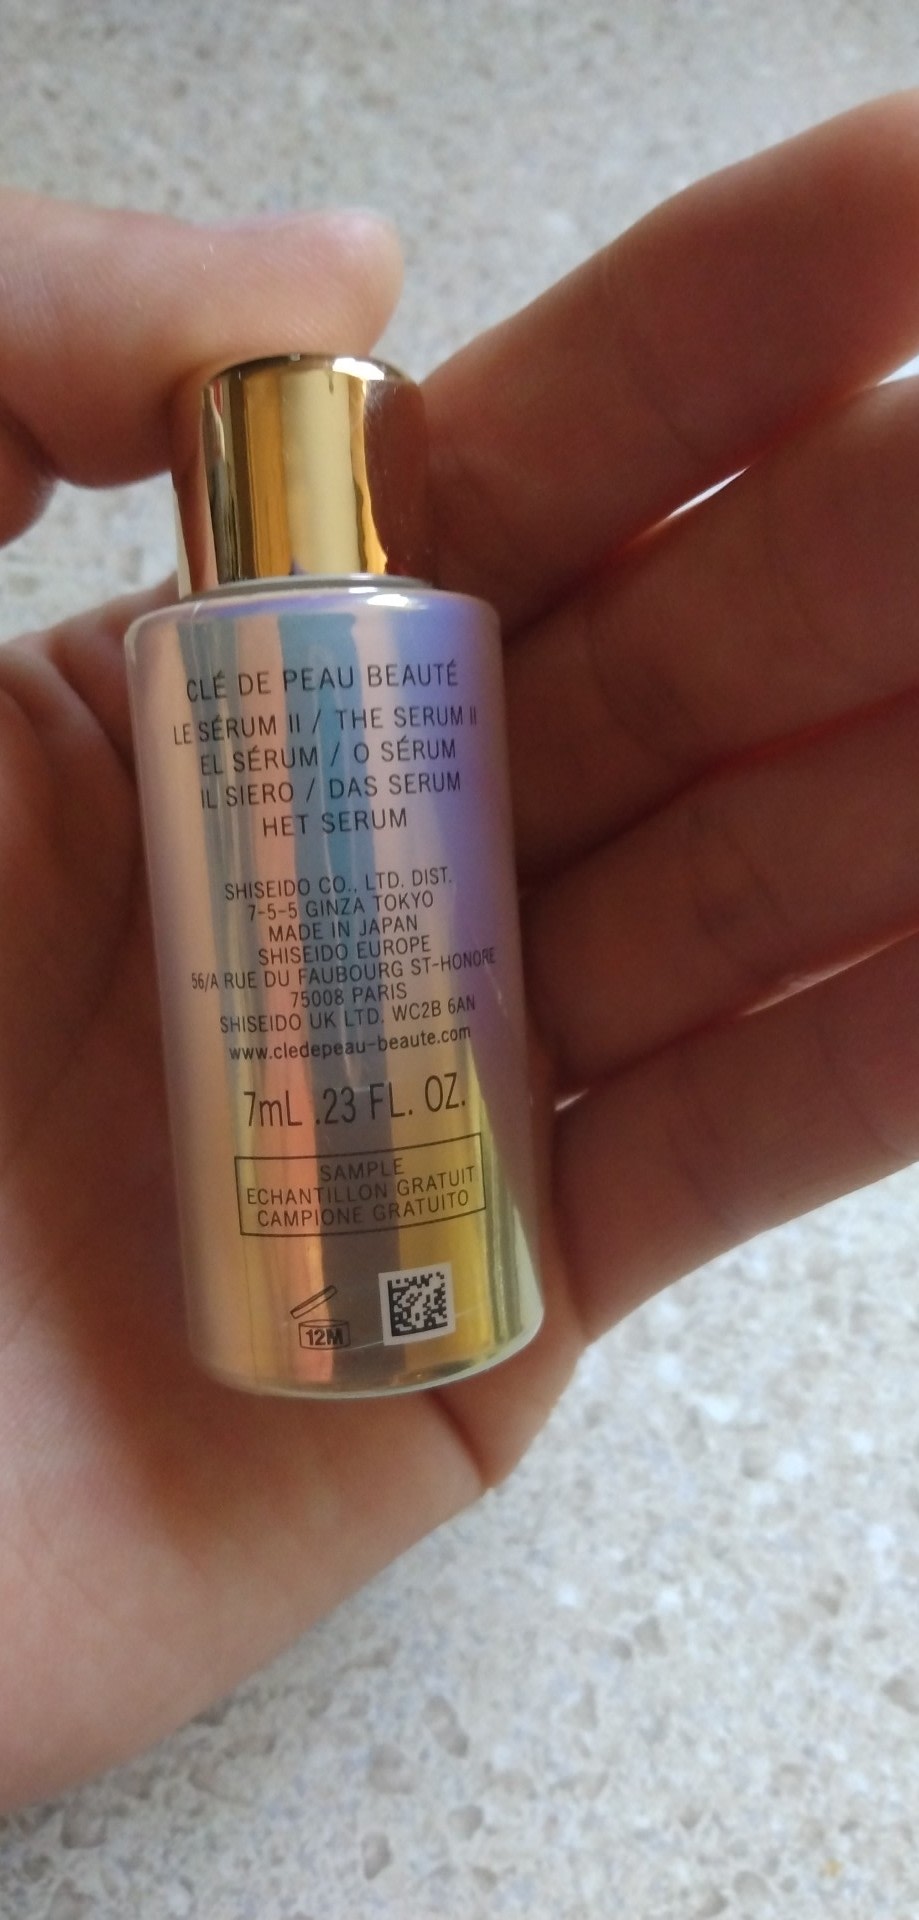 CLÉ DE PEAU BEAUTÉ
LE SÉRUM II / THE SERUM II
EL SÉRUM / O SÉRUM
IL SIERO / DAS SERUM
HET SERUM
SHISEIDO CO., LTD. DIST.
7-5-5 GINZA TOKYO
MADE IN JAPAN
SHISEIDO EUROPE
56/A RUE DU FAUBOURG ST-HONORE
75008 PARIS
SHISEIDO UK LTD. WC2B 6AN
www.cledepeau-beaute.com
7mL .23 FL. OZ.
SAMPLE
ECHANTILLON GRATUIT
CAMPIONE GRATUITO
12M